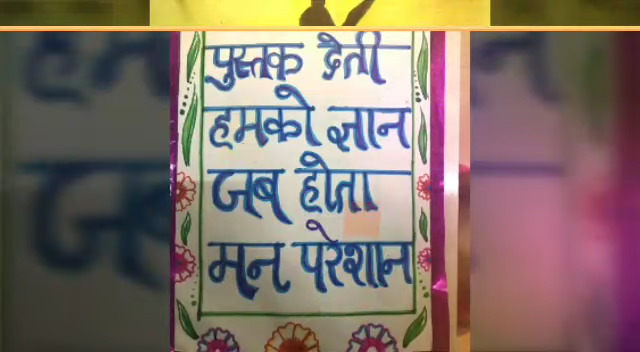 पुस्तक देती
हमको ज्ञान
जब होता
मन परेशान